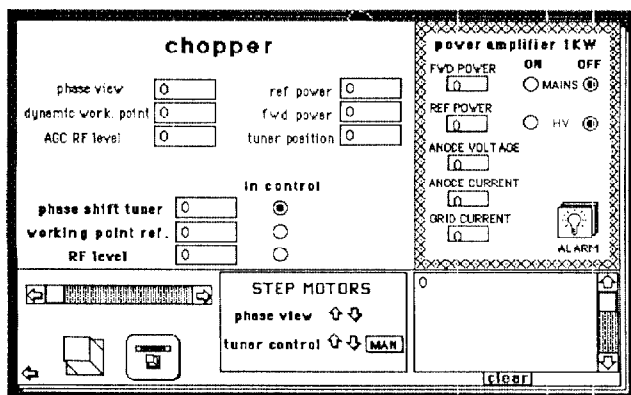 chopper
phase view 0
dynamic work. point 0
AGC RF level 0
ref power 0
fwd power 0
tuner position 0
in control
phase shift tuner 0
working point ref. 0
RF level 0
power amplifier 1KW
ON OFF
FWD POWER
0
MAINS
REF POWER
0
HV
ANODE VOLTAGE
0
ANODE CURRENT
0
GRID CURRENT
0
ALARM
STEP MOTORS
phase view
tuner control MAN
0
clear